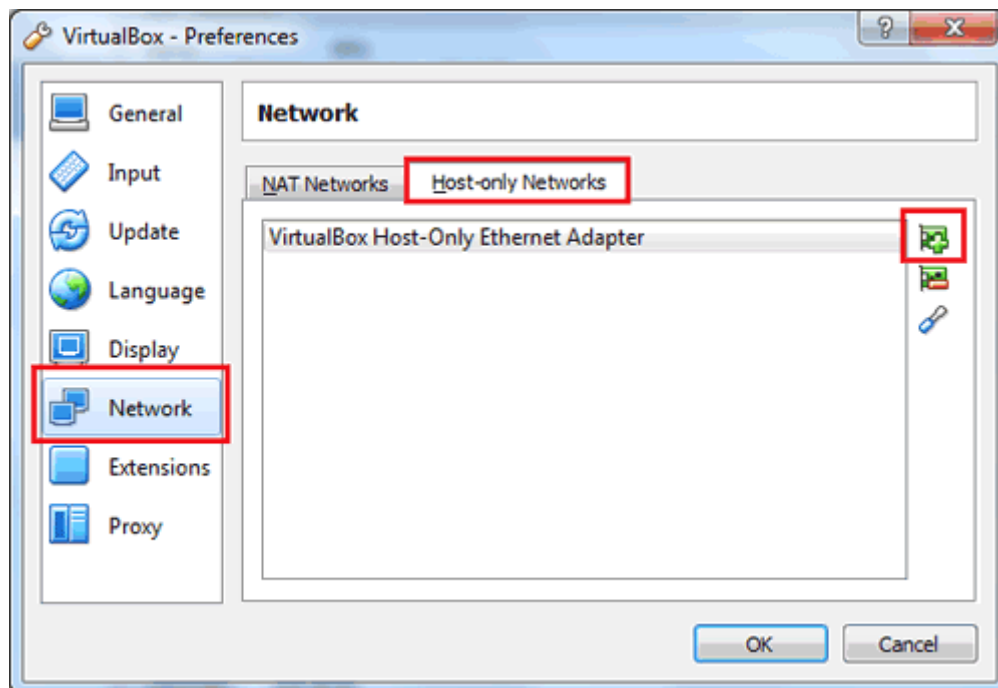 VirtualBox - Preferences
General
Input
Update
Language
Display
Network
Extensions
Proxy
Network
NAT Networks
Host-only Networks
VirtualBox Host-Only Ethernet Adapter
OK
Cancel